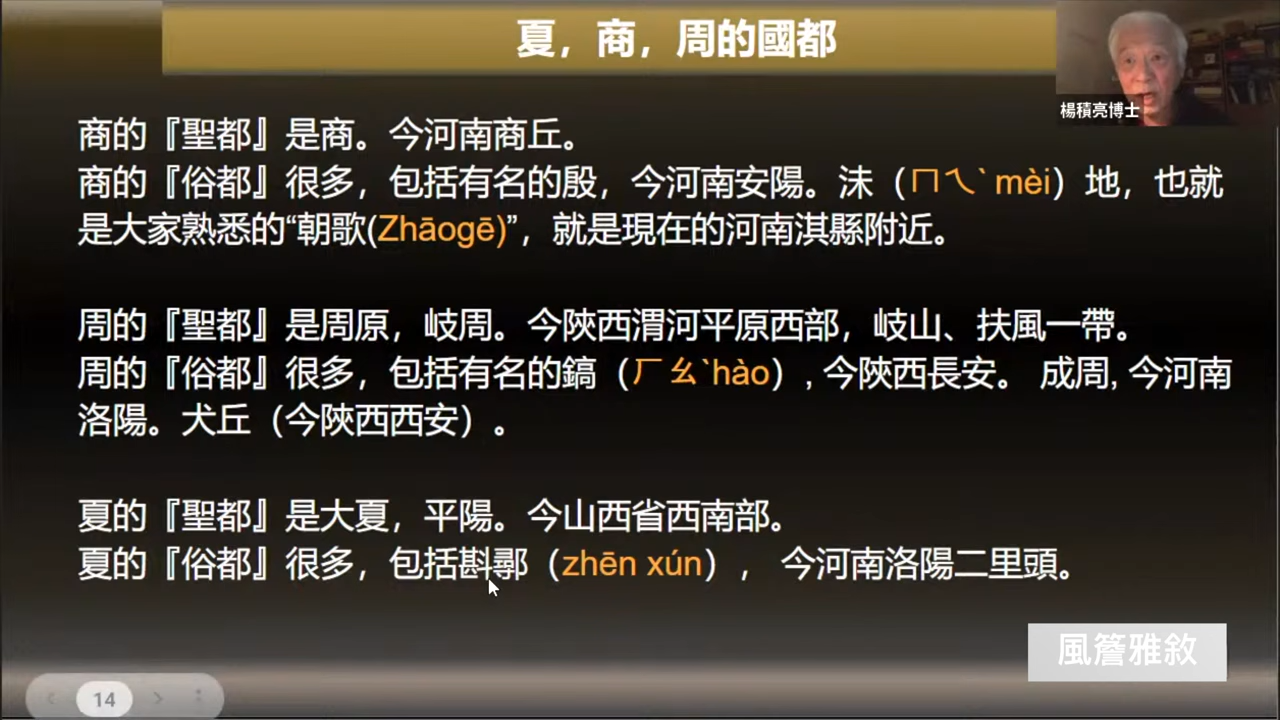 夏，商，周的國都
楊積亮博士
商的『聖都』是商。今河南商丘。
商的『俗都』很多，包括有名的殷，今河南安陽。沬（ㄇㄟˋ mèi）地，也就
是大家熟悉的“朝歌(Zhāogē)”，就是現在的河南淇縣附近。
周的『聖都』是周原，岐周。今陝西渭河平原西部，岐山、扶風一帶。
周的『俗都』很多，包括有名的鎬（ㄏㄠˋhào）, 今陝西長安。 成周, 今河南
洛陽。犬丘（今陝西西安）。
夏的『聖都』是大夏，平陽。今山西省西南部。
夏的『俗都』很多，包括斟鄩（zhēn xún）， 今河南洛陽二里頭。
風簷雅敘
14